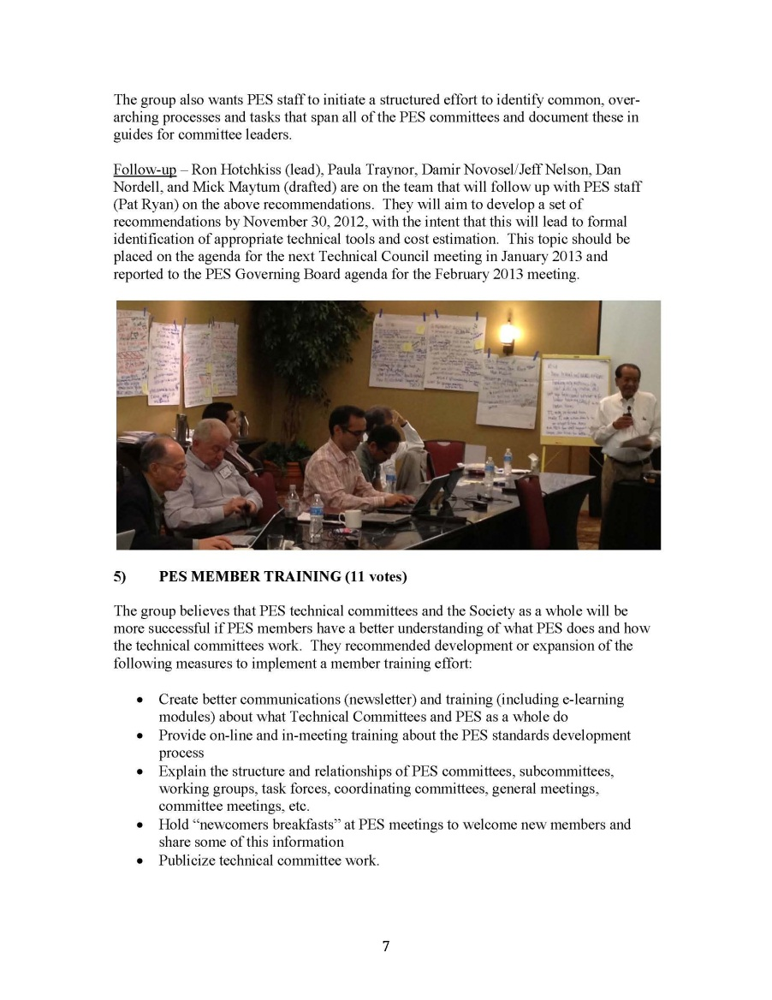 The group also wants PES staff to initiate a structured effort to identify common, over-
arching processes and tasks that span all of the PES committees and document these in
guides for committee leaders.
Follow-up – Ron Hotchkiss (lead), Paula Traynor, Damir Novosel/Jeff Nelson, Dan
Nordell, and Mick Maytum (drafted) are on the team that will follow up with PES staff
(Pat Ryan) on the above recommendations.  They will aim to develop a set of
recommendations by November 30, 2012, with the intent that this will lead to formal
identification of appropriate technical tools and cost estimation.  This topic should be
placed on the agenda for the next Technical Council meeting in January 2013 and
reported to the PES Governing Board agenda for the February 2013 meeting.
5) PES MEMBER TRAINING (11 votes)
The group believes that PES technical committees and the Society as a whole will be
more successful if PES members have a better understanding of what PES does and how
the technical committees work.  They recommended development or expansion of the
following measures to implement a member training effort:
• Create better communications (newsletter) and training (including e-learning
modules) about what Technical Committees and PES as a whole do
• Provide on-line and in-meeting training about the PES standards development
process
• Explain the structure and relationships of PES committees, subcommittees,
working groups, task forces, coordinating committees, general meetings,
committee meetings, etc.
• Hold “newcomers breakfasts” at PES meetings to welcome new members and
share some of this information
• Publicize technical committee work.
7